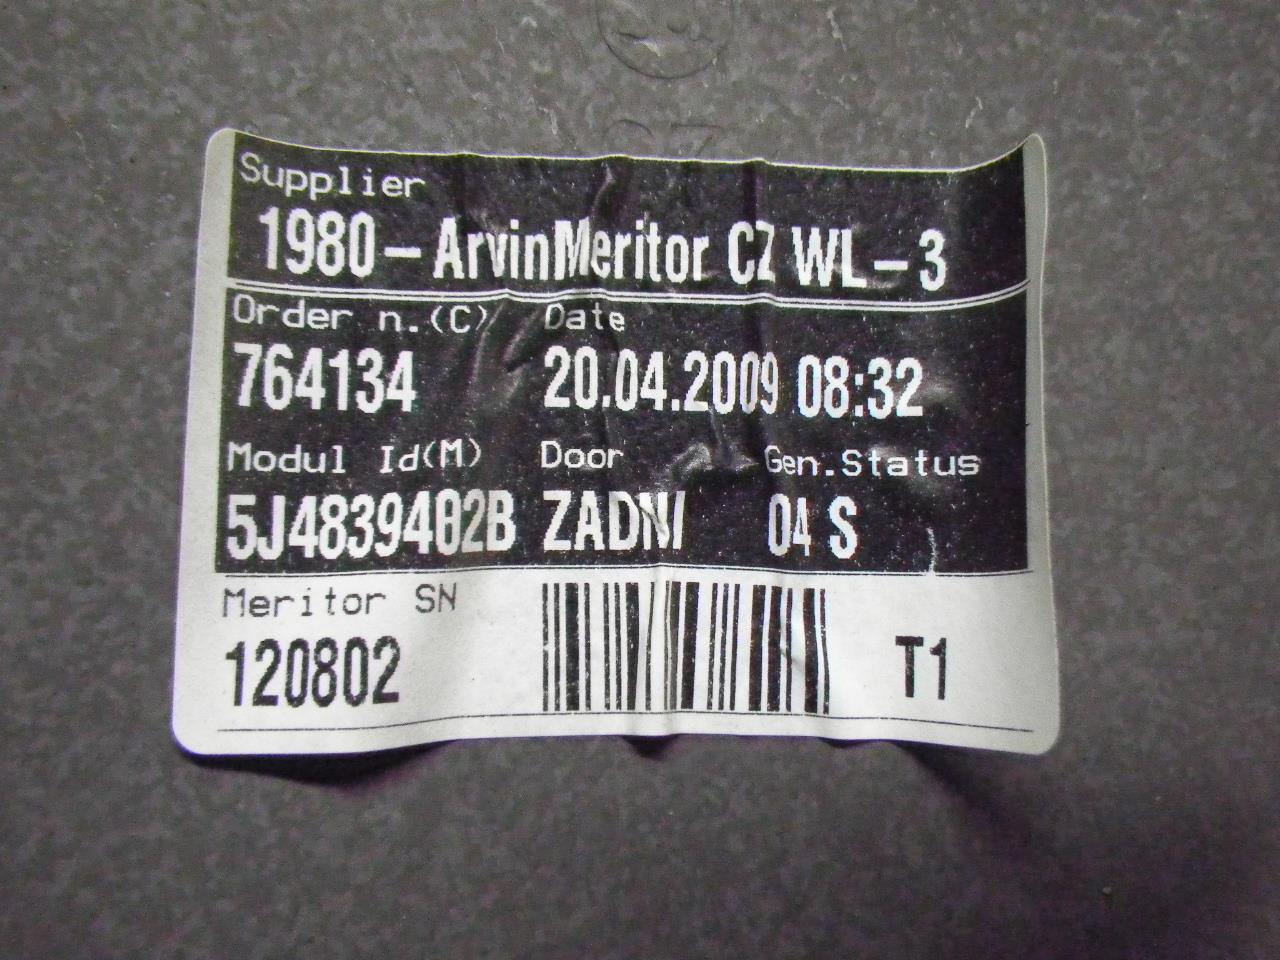 Supplier
1980-ArvinMeritor CZ WL-3
Order n.(C) Date
764134 20.04.2009 08:32
Modul Id(M) Door Gen.Status
5J4839402B ZADNI 04 S
Meritor SN
120802 T1